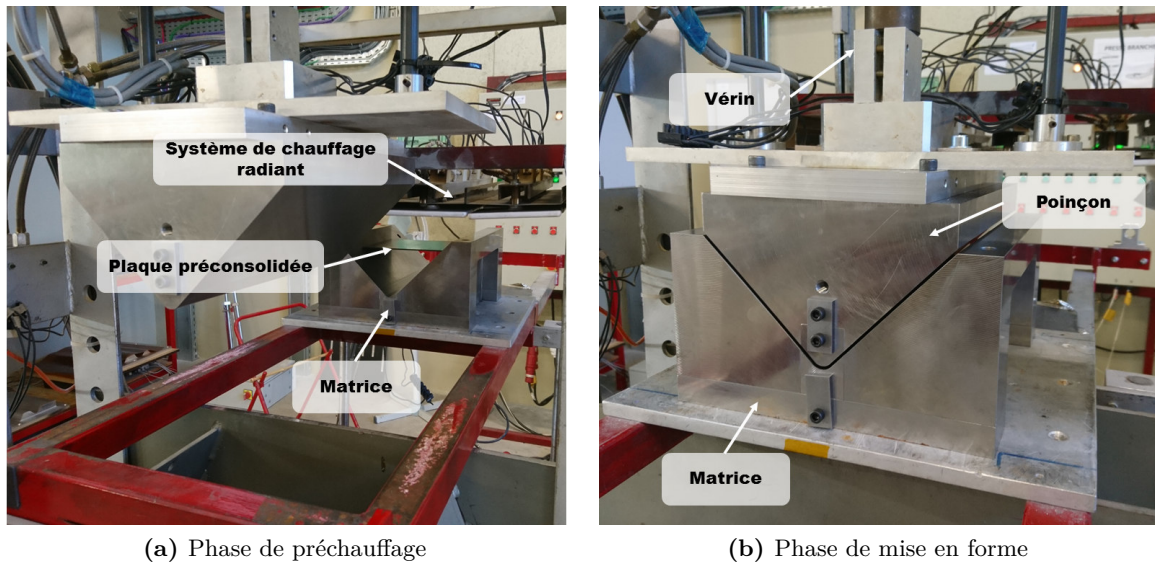 Système de chauffage
radiant
Plaque préconsolidée
Matrice
Vérin
Poinçon
Matrice
(a) Phase de préchauffage
(b) Phase de mise en forme